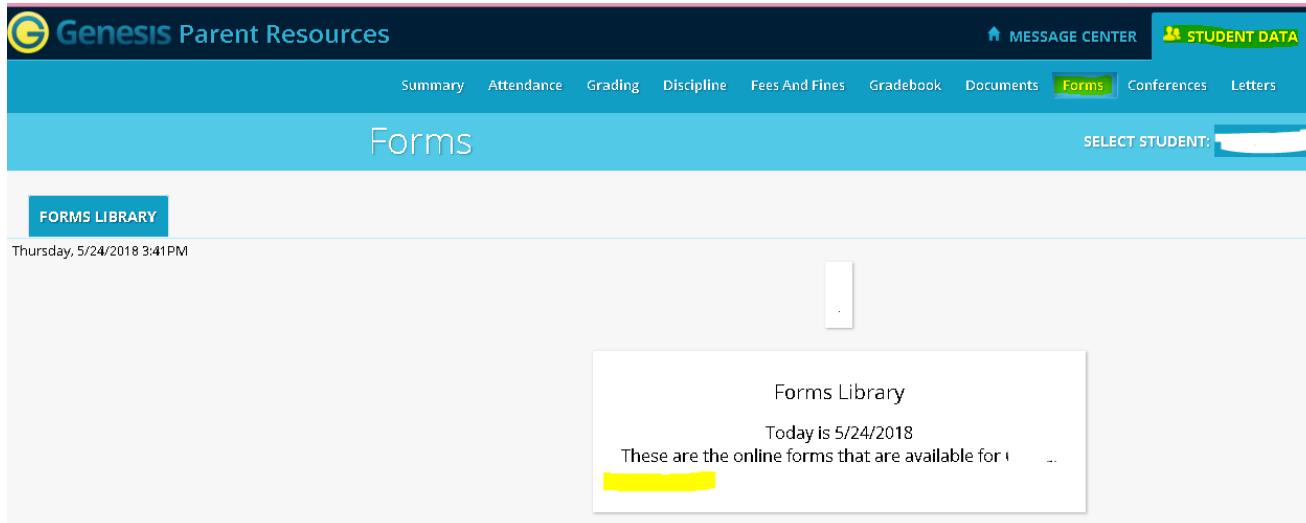 Genesis Parent Resources
MESSAGE CENTER STUDENT DATA
Summary Attendance Grading Discipline Fees And Fines Gradebook Documents Forms Conferences Letters
Forms
SELECT STUDENT:
FORMS LIBRARY
Thursday, 5/24/2018 3:41PM
Forms Library
Today is 5/24/2018
These are the online forms that are available for